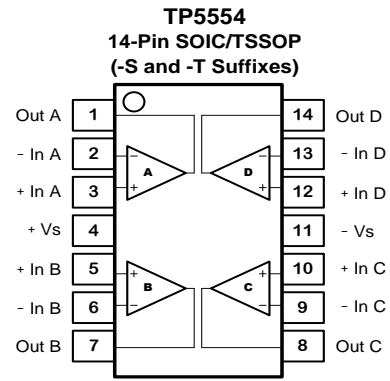 TP5554
14-Pin SOIC/TSSOP
(-S and -T Suffixes)
Out A 1 14 Out D
- In A 2 - - 13 - In D
A D
+ In A 3 + + 12 + In D
+ Vs 4 11 - Vs
+ In B 5 + + 10 + In C
B C
- In B 6 - - 9 - In C
Out B 7 8 Out C